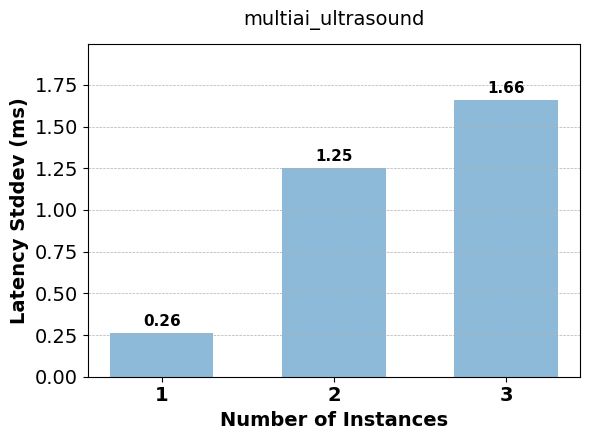 multiai_ultrasound
Latency Stddev (ms)
1.75
1.50
1.25
1.00
0.75
0.50
0.25
0.00
0.26
1.25
1.66
1 2 3
Number of Instances